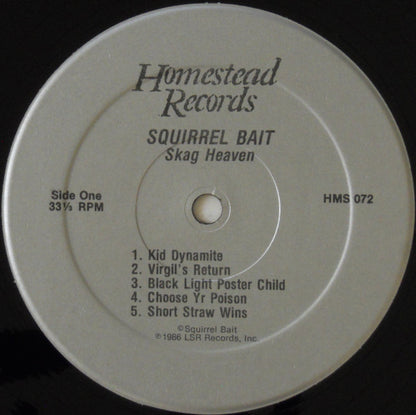 Homestead
Records
SQUIRREL BAIT
Skag Heaven
Side One
33⅓ RPM
HMS 072
1. Kid Dynamite
2. Virgil's Return
3. Black Light Poster Child
4. Choose Yr Poison
5. Short Straw Wins
©Squirrel Bait
℗1986 LSR Records, Inc.